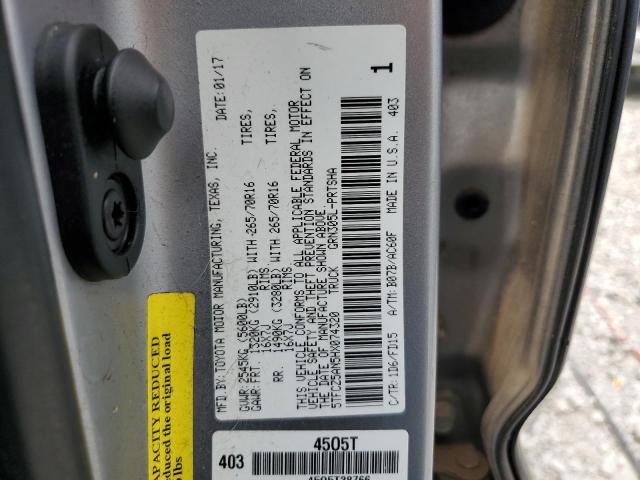 MFD. BY: TOYOTA MOTOR MANUFACTURING, TEXAS, INC. DATE: 01/17
GVWR: 2545KG (5600LB)
GAWR: FRT. 1320KG (2910LB) WITH 265/70R16 TIRES,
16X7J RIMS
RR. 1490KG (3280LB) WITH 265/70R16 TIRES,
16X7J RIMS
THIS VEHICLE CONFORMS TO ALL APPLICABLE FEDERAL MOTOR
VEHICLE SAFETY AND THEFT PREVENTION STANDARDS IN EFFECT ON
THE DATE OF MANUFACTURE SHOWN ABOVE.
5TFJZ5AN5HX074320 TRUCK GRN305L-PRTSHA
1
C/TR: 1D6/FD15 A/TM: B07B/AC60F MADE IN U.S.A. 403
APACITY REDUCED
duced the original load
lbs
403
4505T